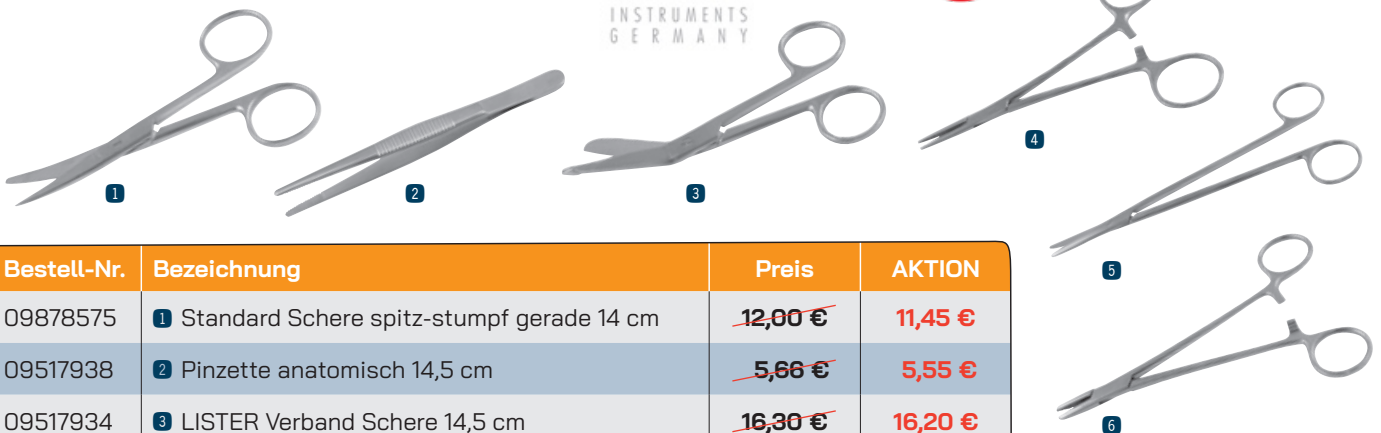 INSTRUMENTS
GERMANY
1
2
3
4
5
6
Bestell-Nr. Bezeichnung Preis AKTION
09878575 1 Standard Schere spitz-stumpf gerade 14 cm 12,00 € 11,45 €
09517938 2 Pinzette anatomisch 14,5 cm 5,66 € 5,55 €
09517934 3 LISTER Verband Schere 14,5 cm 16,30 € 16,20 €